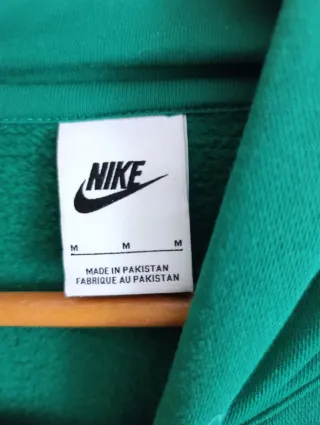 NIKE
M M M
MADE IN PAKISTAN
FABRIQUE AU PAKISTAN